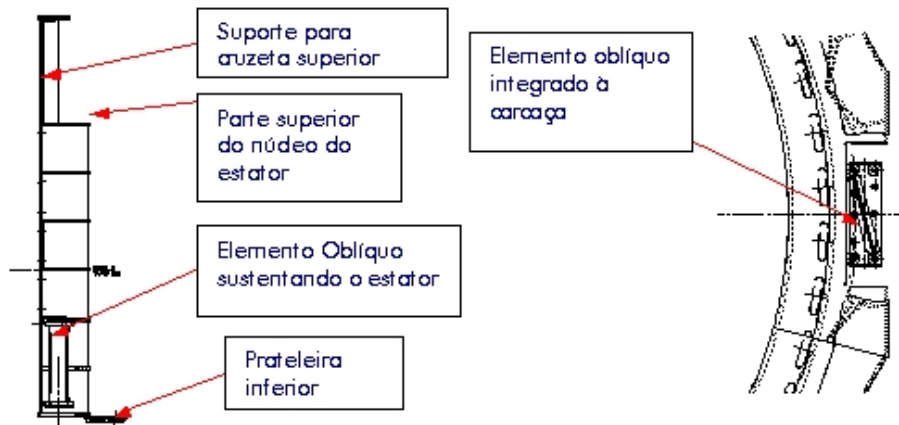 Suporte para
cruzeta superior
Parte superior
do núcleo do
estator
Elemento Oblíquo
sustentando o estator
Prateleira
inferior
Elemento oblíquo
integrado à
carcaça